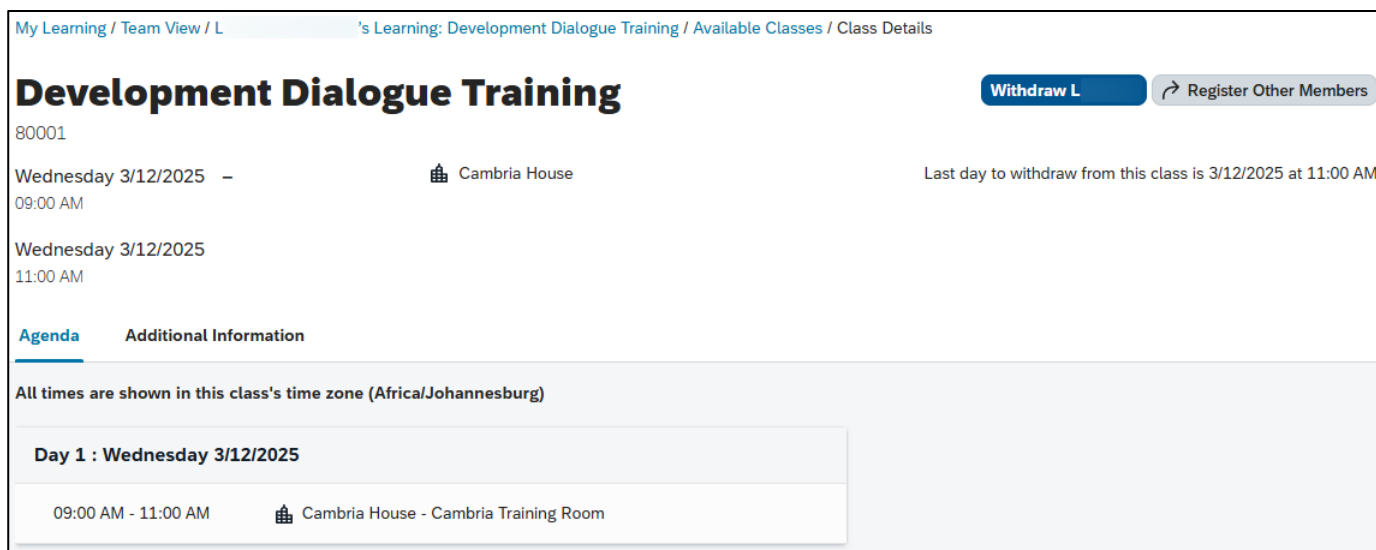 My Learning / Team View / L 's Learning: Development Dialogue Training / Available Classes / Class Details
Development Dialogue Training
Withdraw L
Register Other Members
80001
Wednesday 3/12/2025 –
09:00 AM
Cambria House
Last day to withdraw from this class is 3/12/2025 at 11:00 AM
Wednesday 3/12/2025
11:00 AM
Agenda
Additional Information
All times are shown in this class's time zone (Africa/Johannesburg)
Day 1 : Wednesday 3/12/2025
09:00 AM - 11:00 AM
Cambria House - Cambria Training Room